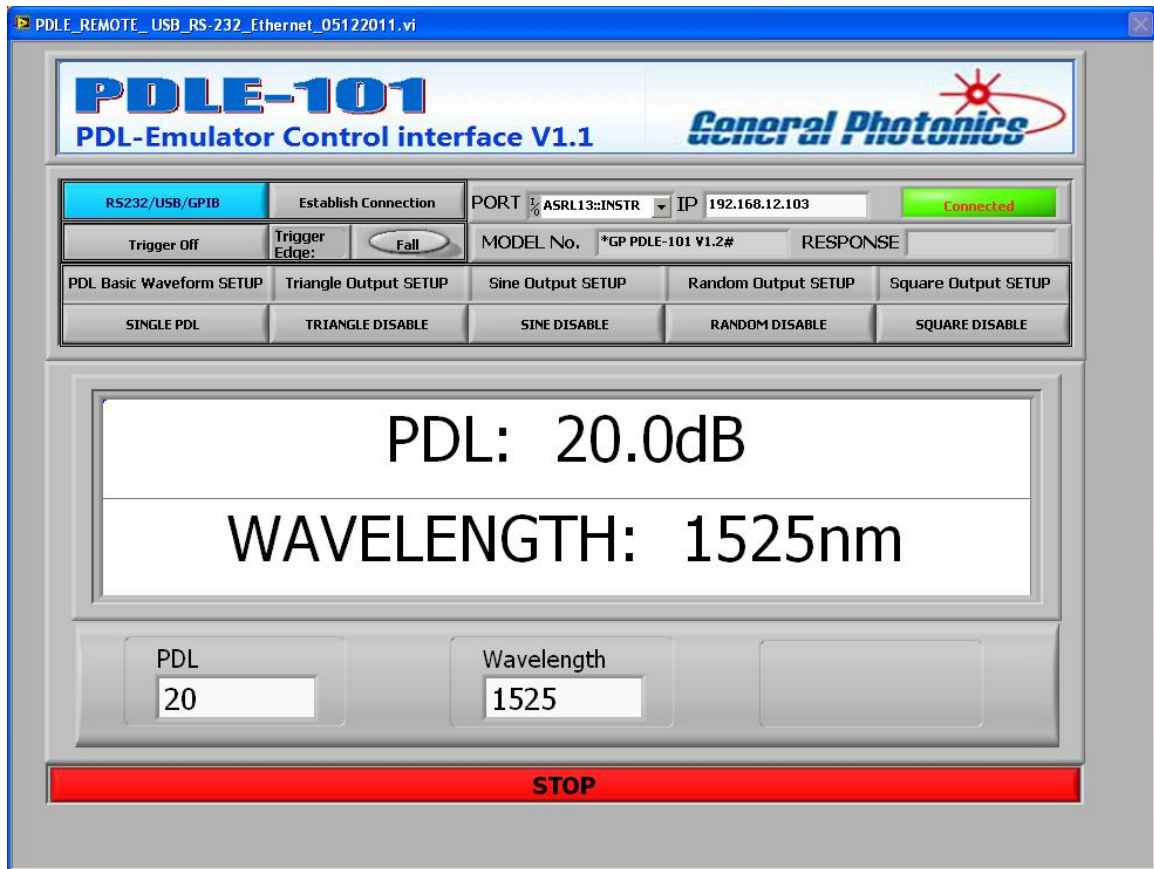 PDLE_REMOTE_ USB_RS-232_Ethernet_05122011.vi
PDLE-101
PDL-Emulator Control interface V1.1
General Photonics
RS232/USB/GPIB
Establish Connection
PORT
I/0
ASRL13::INSTR
IP
192.168.12.103
Connected
Trigger Off
Trigger
Edge:
Fall
MODEL No.
*GP PDLE-101 V1.2#
RESPONSE
PDL Basic Waveform SETUP
Triangle Output SETUP
Sine Output SETUP
Random Output SETUP
Square Output SETUP
SINGLE PDL
TRIANGLE DISABLE
SINE DISABLE
RANDOM DISABLE
SQUARE DISABLE
PDL: 20.0dB
WAVELENGTH: 1525nm
PDL
20
Wavelength
1525
STOP